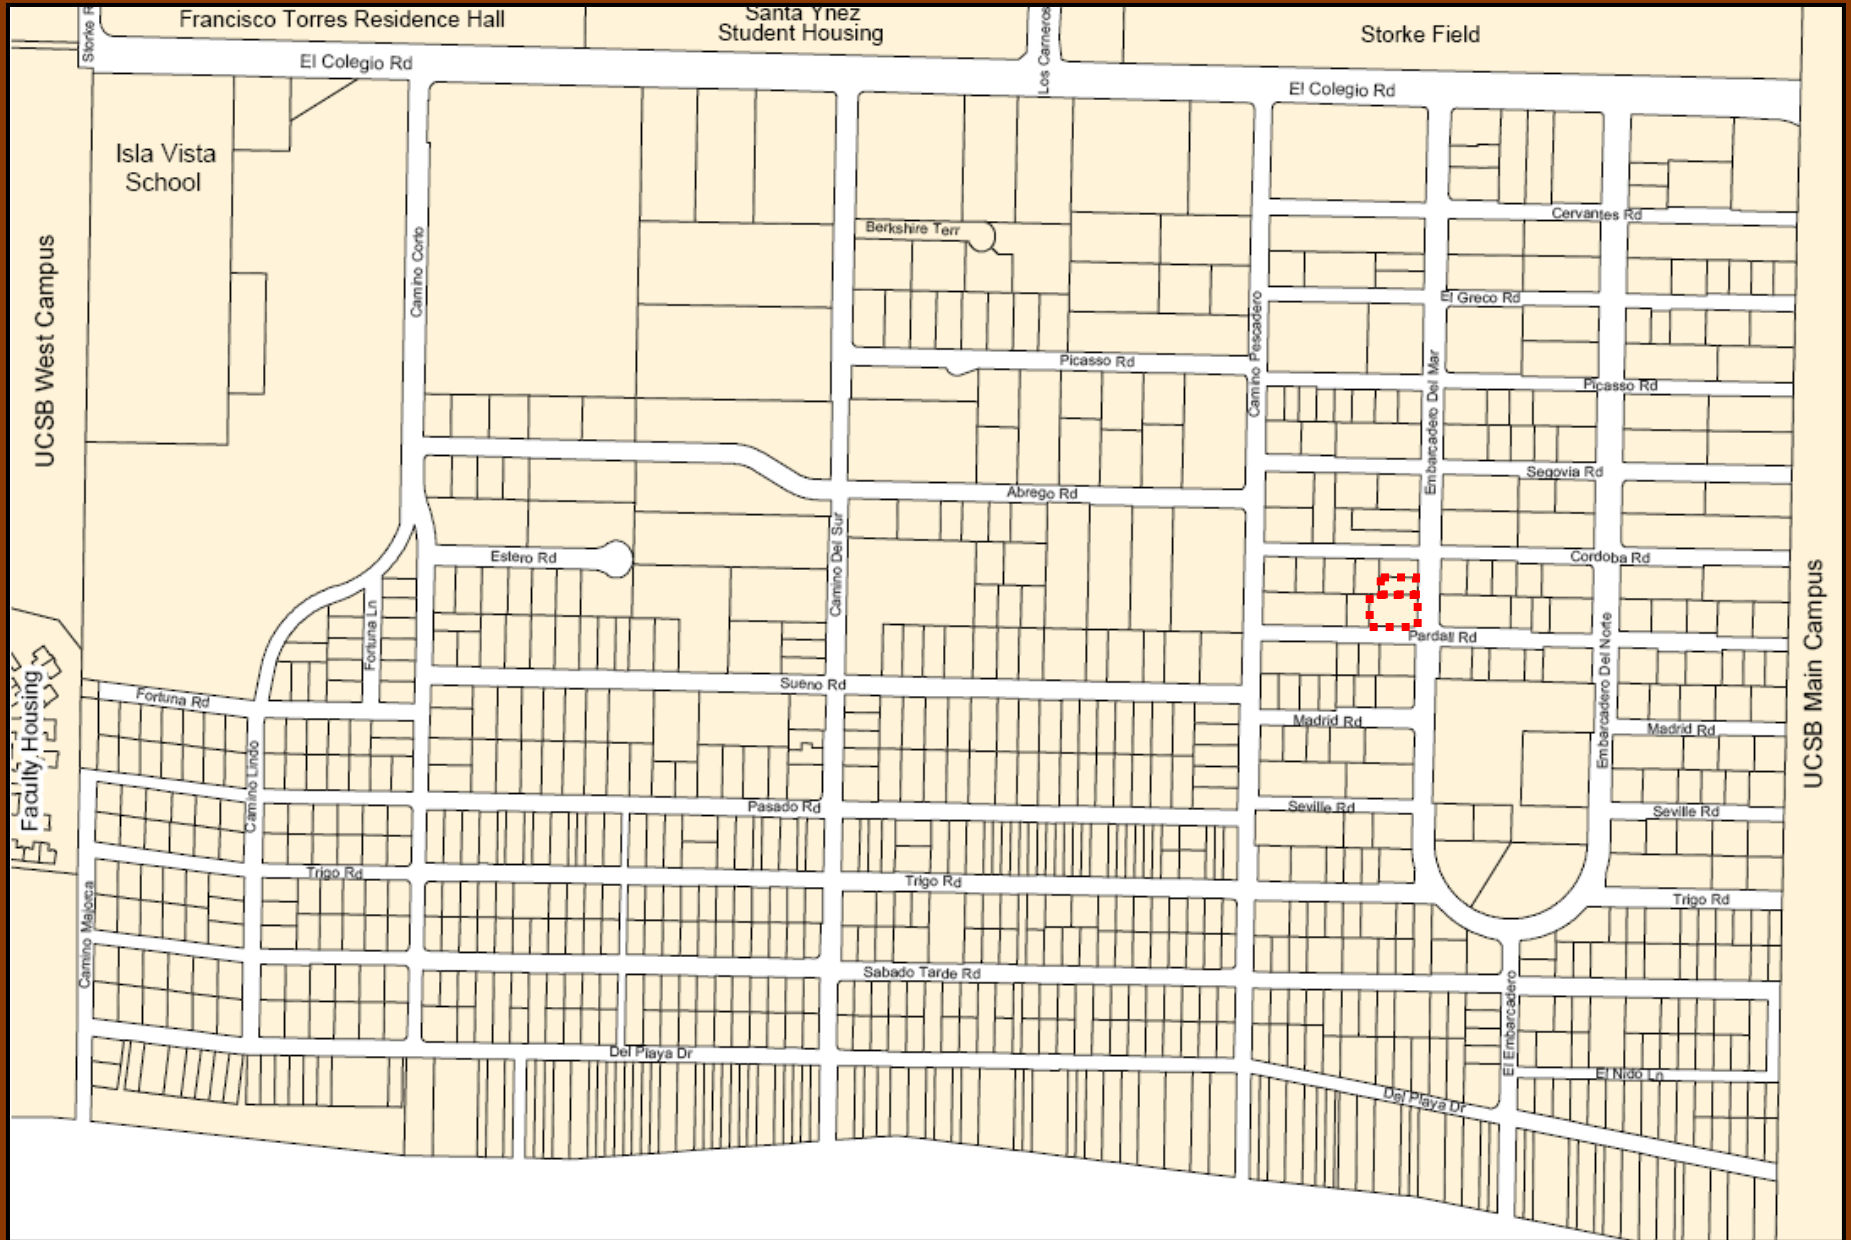 Francisco Torres Residence Hall
Santa Ynez
Student Housing
Storke Field
Los Carneros
El Colegio Rd
El Colegio Rd
Isla Vista
School
UCSB West Campus
Camino Corto
Berkshire Terr
Cervantes Rd
El Greco Rd
Camino Pescadero
Embarcadero Del Mar
Picasso Rd
Picasso Rd
Segovia Rd
Abrego Rd
Camino Del Sur
Estero Rd
Cordoba Rd
Fortuna Ln
Pardall Rd
Embarcadero Del Norte
UCSB Main Campus
Faculty Housing
Fortuna Rd
Sueno Rd
Madrid Rd
Madrid Rd
Camino Lindo
Pasado Rd
Seville Rd
Seville Rd
Trigo Rd
Trigo Rd
Trigo Rd
Camino Majorca
Sabado Tarde Rd
El Embarcadero
Del Playa Dr
El Nido Ln
Del Playa Dr